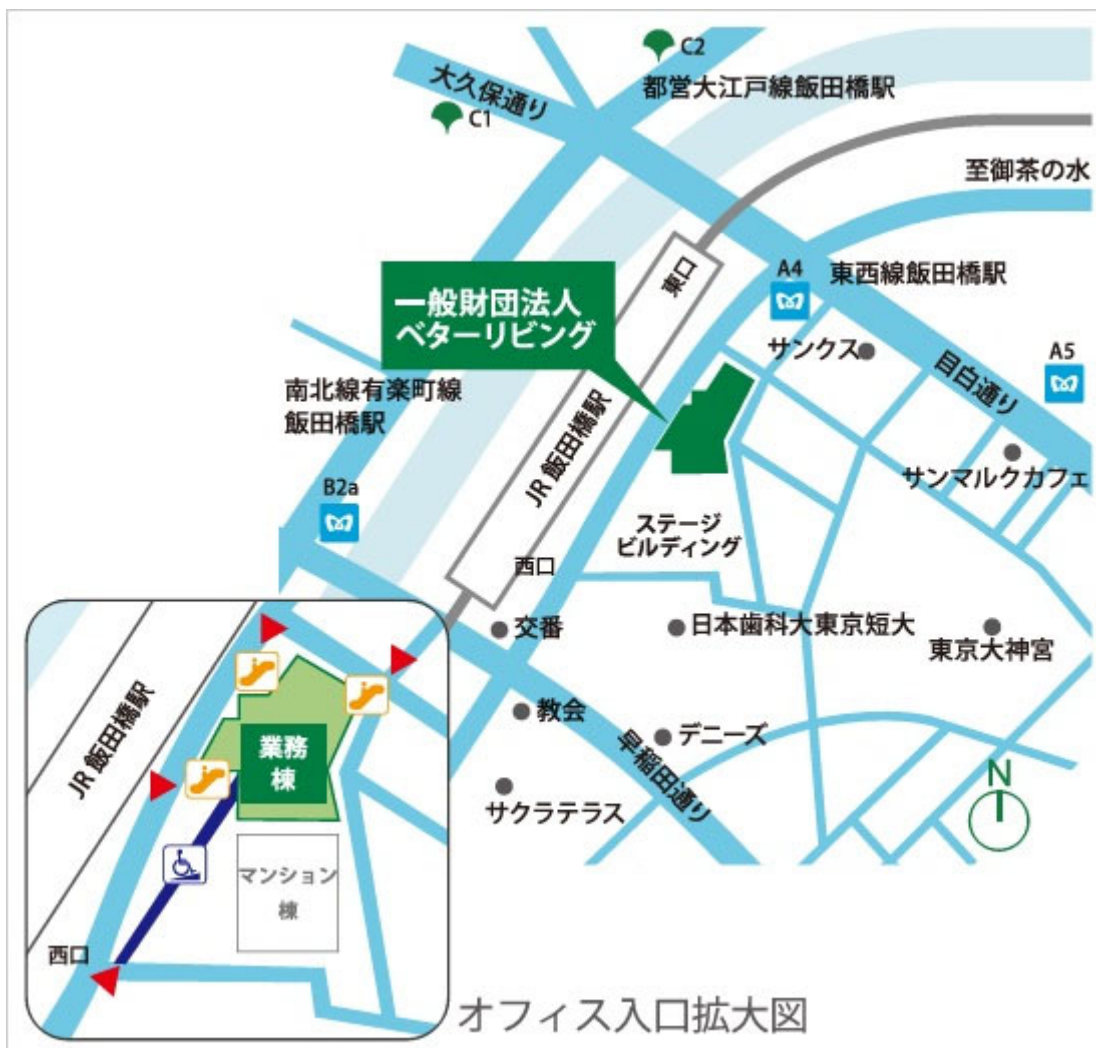 C2
大久保通り
都営大江戸線飯田橋駅
C1
至御茶の水
東口
A4
東西線飯田橋駅
一般財団法人
ベターリビング
サンクス
A5
目白通り
南北線有楽町線
飯田橋駅
JR 飯田橋駅
サンマルクカフェ
B2a
ステージ
ビルディング
西口
交番
日本歯科大東京短大
東京大神宮
教会
デニーズ
早稲田通り
サクラテラス
N
JR 飯田橋駅
業務
棟
マンション
棟
西口
オフィス入口拡大図